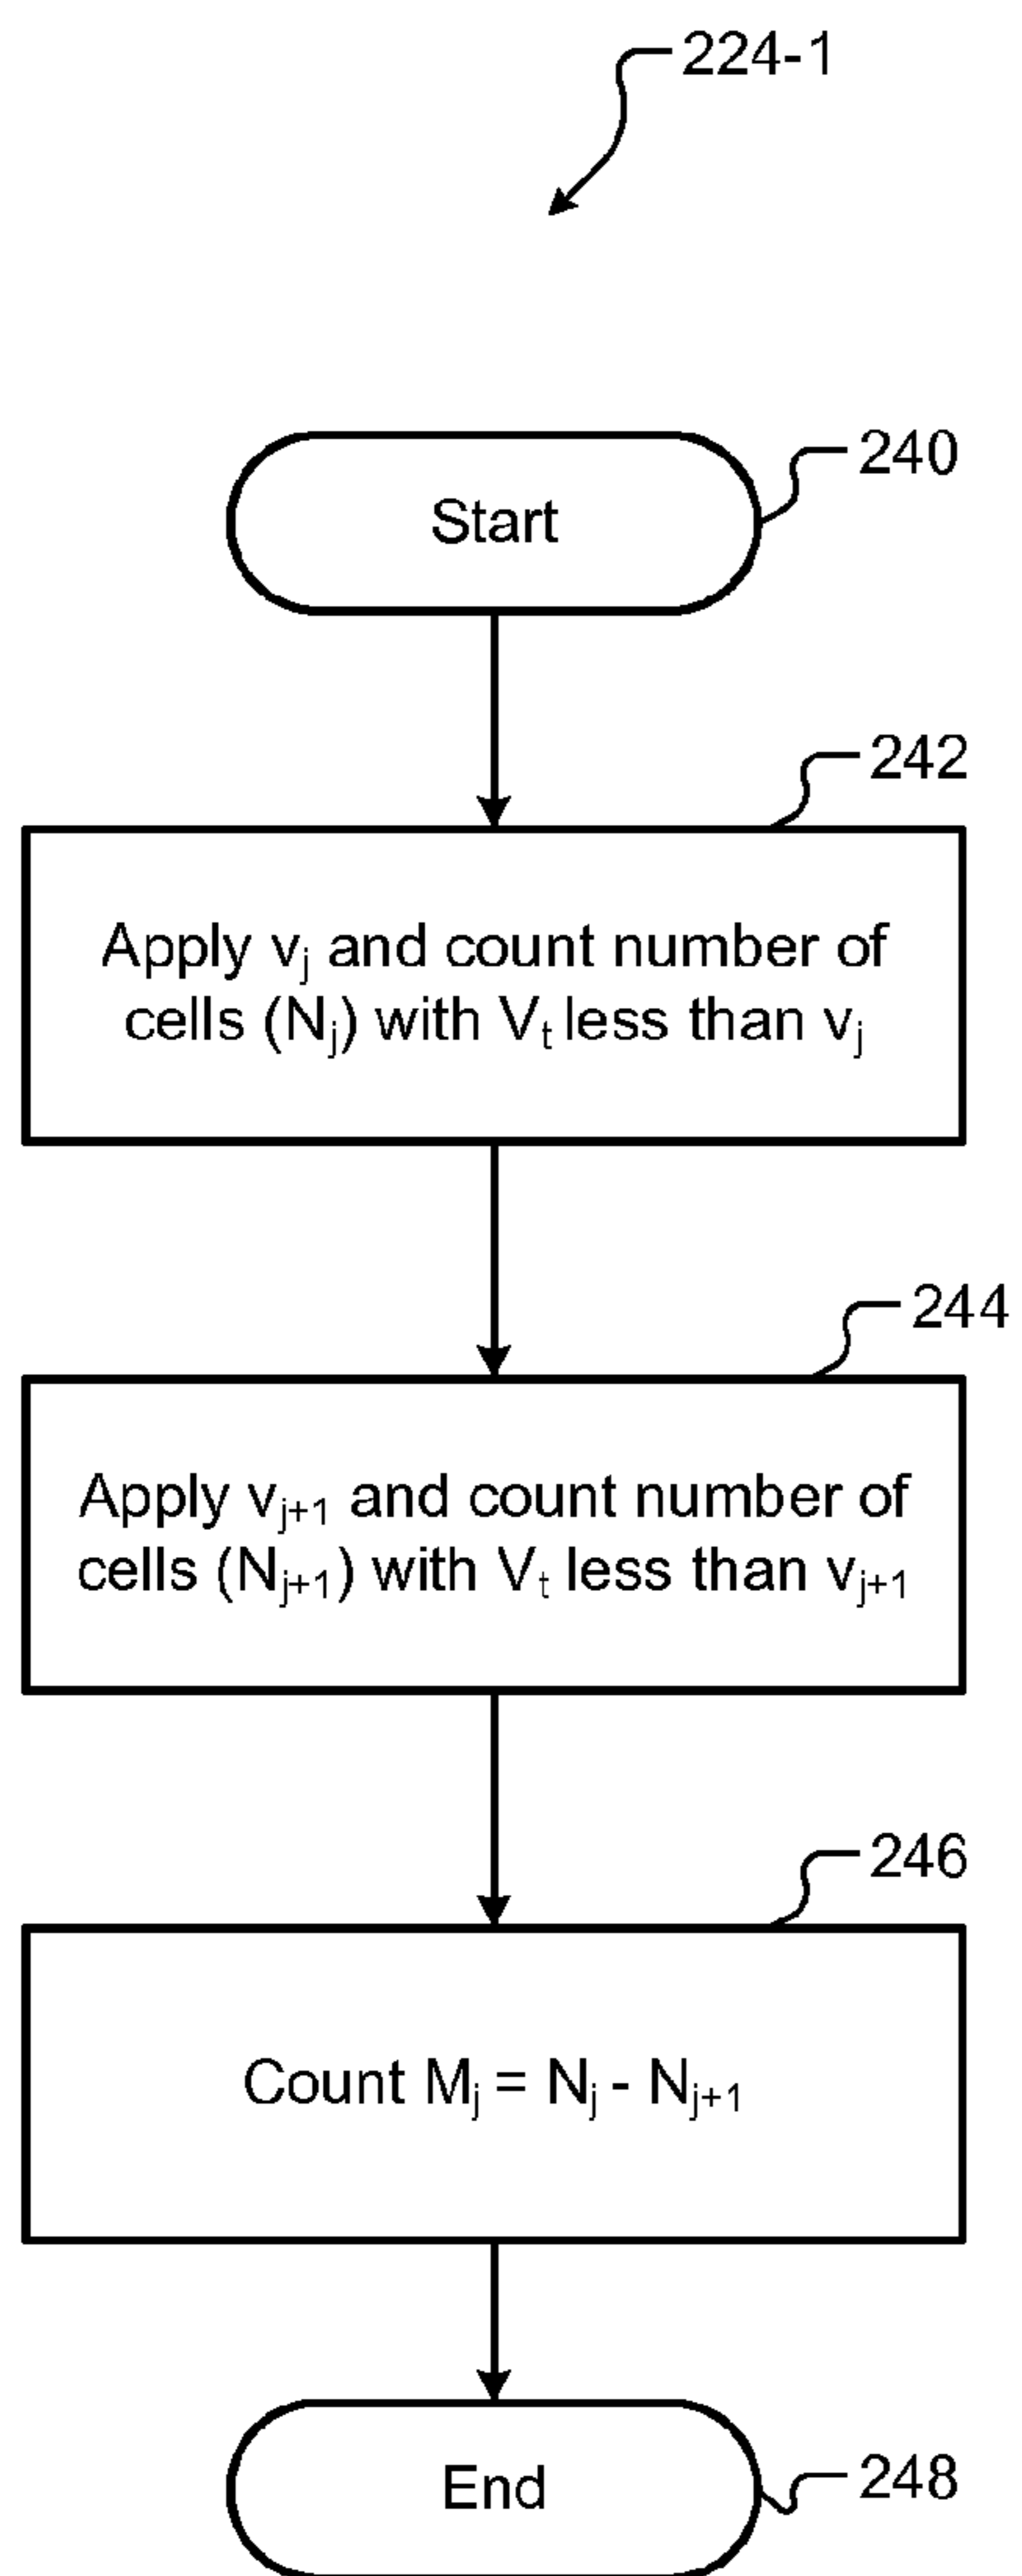 224-1
240
Start
242
Apply vⱼ and count number of
cells (Nⱼ) with Vₜ less than vⱼ
244
Apply vⱼ₊₁ and count number of
cells (Nⱼ₊₁) with Vₜ less than vⱼ₊₁
246
Count Mⱼ = Nⱼ - Nⱼ₊₁
End
248